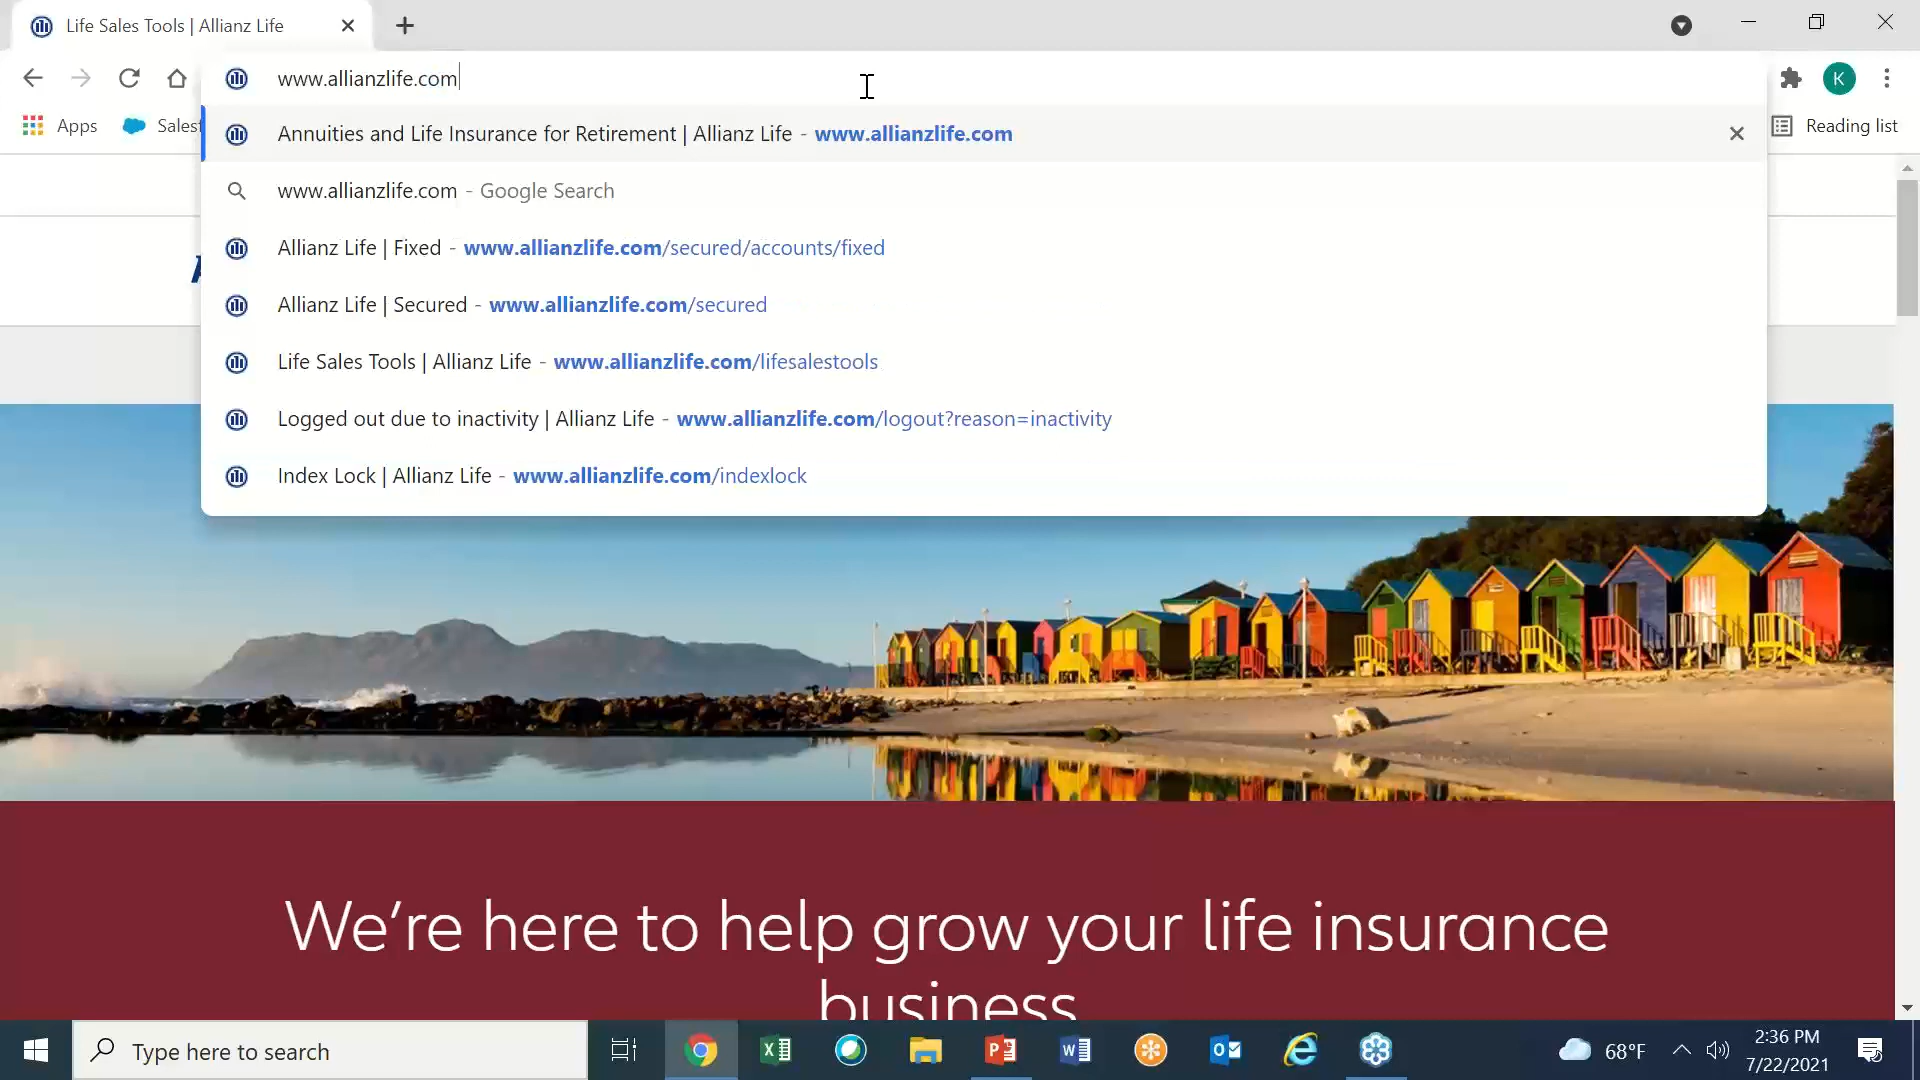 Life Sales Tools | Allianz Life
www.allianzlife.com
K
Apps
Salesf
Reading list
Annuities and Life Insurance for Retirement | Allianz Life - www.allianzlife.com
www.allianzlife.com - Google Search
Allianz Life | Fixed - www.allianzlife.com/secured/accounts/fixed
Allianz Life | Secured - www.allianzlife.com/secured
Life Sales Tools | Allianz Life - www.allianzlife.com/lifesalestools
Logged out due to inactivity | Allianz Life - www.allianzlife.com/logout?reason=inactivity
Index Lock | Allianz Life - www.allianzlife.com/indexlock
We're here to help grow your life insurance
business
Type here to search
68°F
2:36 PM
7/22/2021